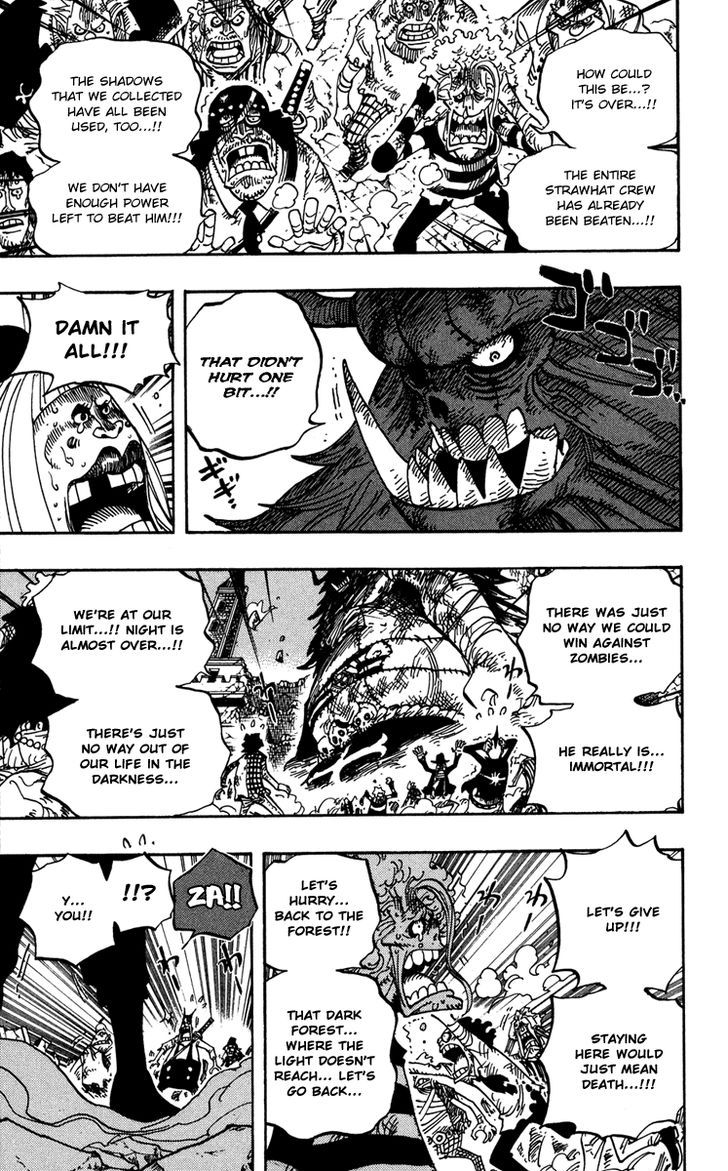 HOW COULD
THIS BE...?
IT'S OVER...!!
THE ENTIRE
STRAWHAT CREW
HAS ALREADY
BEEN BEATEN...!!
THE SHADOWS
THAT WE COLLECTED
HAVE ALL BEEN
USED, TOO...!!
WE DON'T HAVE
ENOUGH POWER
LEFT TO BEAT HIM!!!
ゴゴゴ
THAT DIDN'T
HURT ONE
BIT...!!
ギギ
DAMN IT
ALL!!!
THERE WAS JUST
NO WAY WE COULD
WIN AGAINST
ZOMBIES...
HE REALLY IS...
IMMORTAL!!!
WE'RE AT OUR
LIMIT...!! NIGHT IS
ALMOST OVER...!!
THERE'S JUST
NO WAY OUT OF
OUR LIFE IN THE
DARKNESS...
LET'S GIVE
UP!!!
STAYING
HERE WOULD
JUST MEAN
DEATH...!!!
LET'S
HURRY...
BACK TO THE
FOREST!!
THAT DARK
FOREST...
WHERE THE
LIGHT DOESN'T
REACH... LET'S
GO BACK...
ZA!!
!!?
Y...
YOU!!